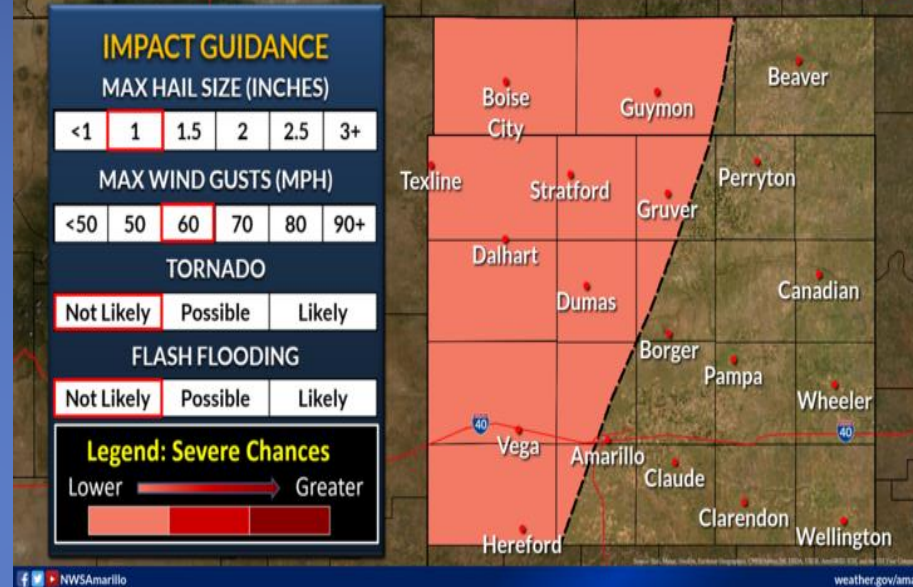 IMPACT GUIDANCE
MAX HAIL SIZE (INCHES)
<1 1 1.5 2 2.5 3+
MAX WIND GUSTS (MPH)
<50 50 60 70 80 90+
TORNADO
Not Likely Possible Likely
FLASH FLOODING
Not Likely Possible Likely
Legend: Severe Chances
Lower Greater
Boise
City
Guymon
Beaver
Texline
Stratford
Gruver
Perryton
Dalhart
Dumas
Canadian
Borger
Pampa
Wheeler
40
Vega
Amarillo
40
Claude
Clarendon
Hereford
Wellington
NWSAmarillo